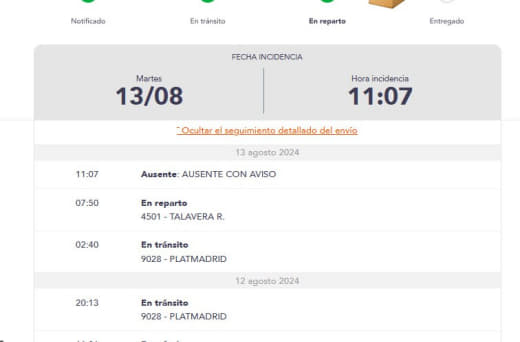 Notificado
En tránsito
En reparto
Entregado
FECHA INCIDENCIA
Martes
13/08
Hora incidencia
11:07
ˆOcultar el seguimiento detallado del envío
13 agosto 2024
11:07 Ausente: AUSENTE CON AVISO
07:50 En reparto
4501 - TALAVERA R.
02:40 En tránsito
9028 - PLATMADRID
12 agosto 2024
20:13 En tránsito
9028 - PLATMADRID